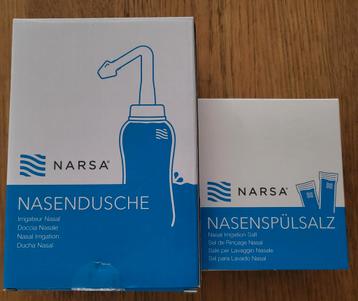 NARSA®
NASENDUSCHE
Irrigateur Nasal
Doccia Nasale
Nasal Irrigation
Ducha Nasal
NARSA®
NASENSPÜLSALZ
Nasal Irrigation Salt
Sel de Rinçage Nasal
Sale per Lavaggio Nasale
Sal para Lavado Nasal